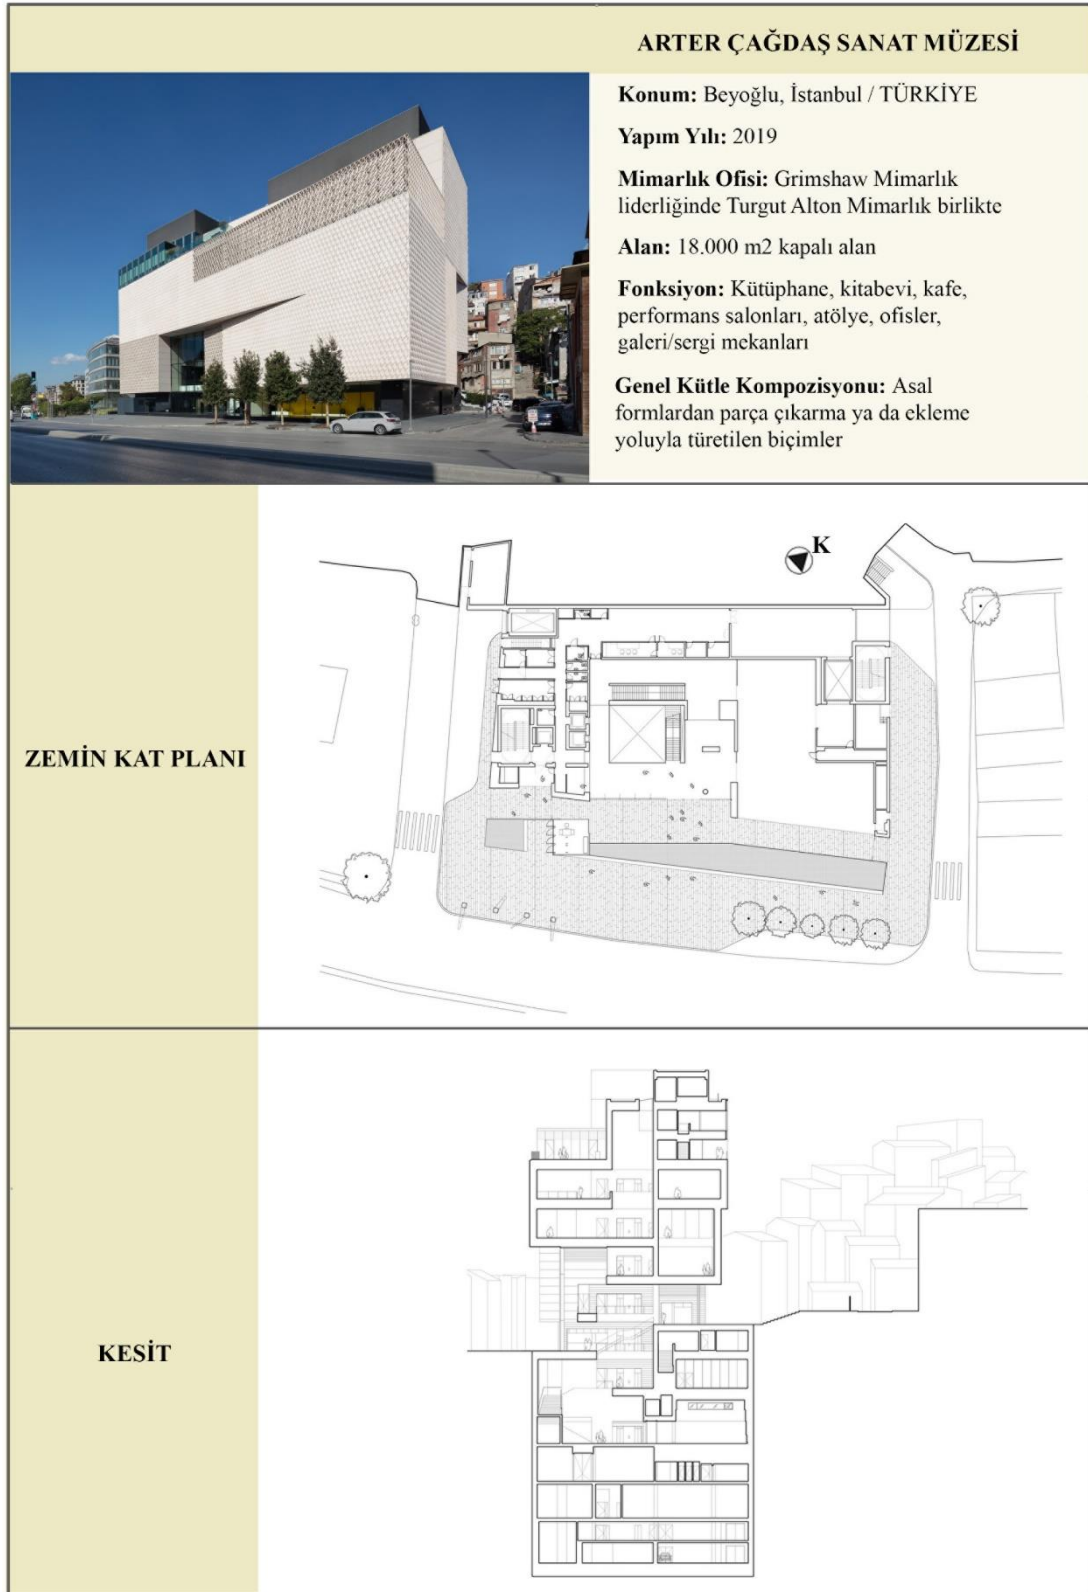 ARTER ÇAĞDAŞ SANAT MÜZESİ
Konum: Beyoğlu, İstanbul / TÜRKİYE
Yapım Yılı: 2019
Mimarlık Ofisi: Grimshaw Mimarlık
liderliğinde Turgut Alton Mimarlık birlikte
Alan: 18.000 m2 kapalı alan
Fonksiyon: Kütüphane, kitabevi, kafe,
performans salonları, atölye, ofisler,
galeri/sergi mekanları
Genel Kütle Kompozisyonu: Asal
formlardan parça çıkarma ya da ekleme
yoluyla türetilen biçimler
K
ZEMİN KAT PLANI
KESİT